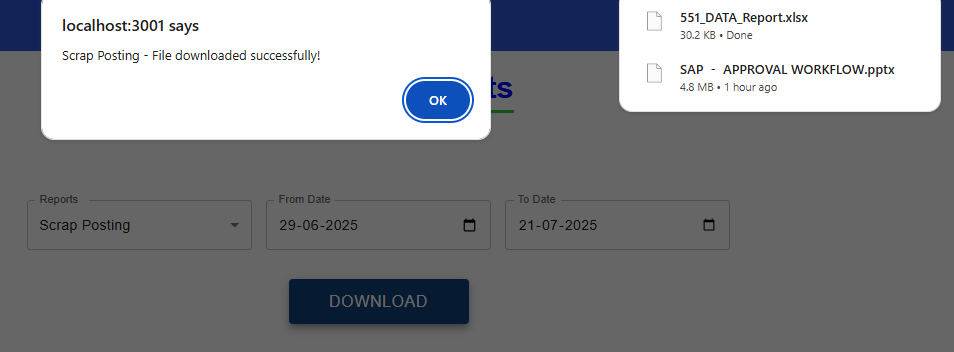 localhost:3001 says
Scrap Posting - File downloaded successfully!
OK
551_DATA_Report.xlsx
30.2 KB • Done
SAP - APPROVAL WORKFLOW.pptx
4.8 MB • 1 hour ago
ts
Reports
Scrap Posting
From Date
29-06-2025
To Date
21-07-2025
DOWNLOAD